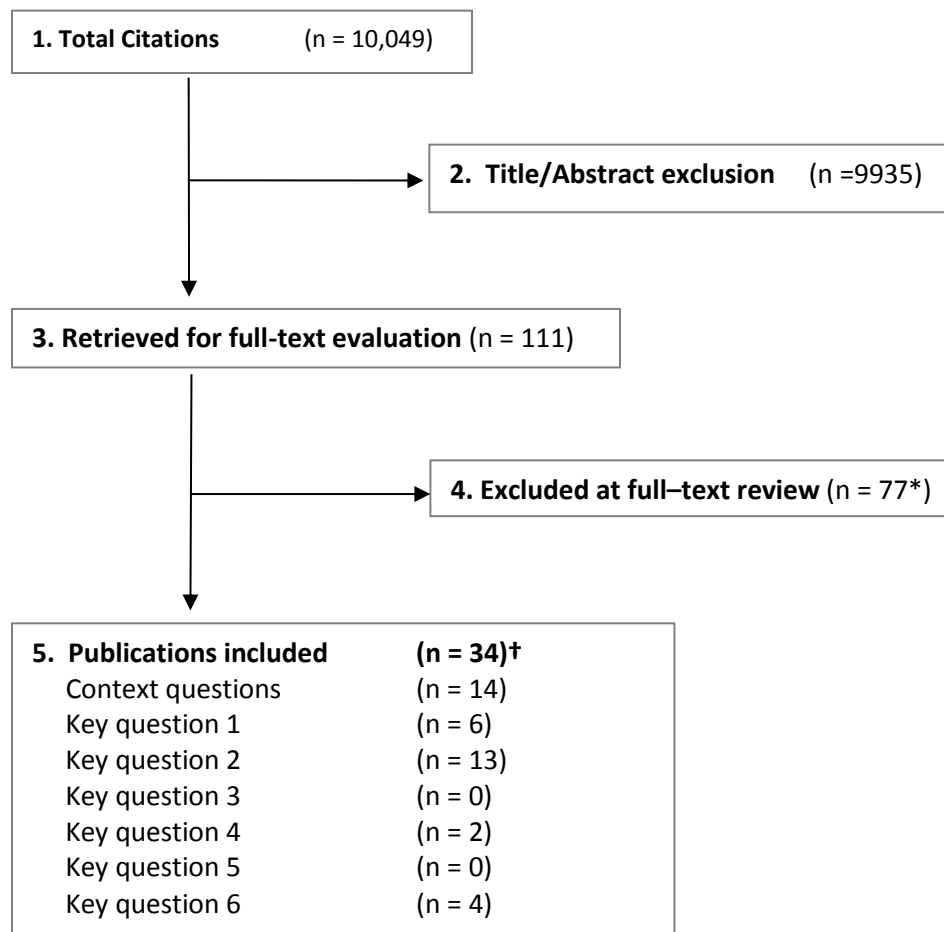 1. Total Citations (n = 10,049)
2. Title/Abstract exclusion (n =9935)
3. Retrieved for full-text evaluation (n = 111)
4. Excluded at full–text review (n = 77*)
5. Publications included (n = 34)†
Context questions (n = 14)
Key question 1 (n = 6)
Key question 2 (n = 13)
Key question 3 (n = 0)
Key question 4 (n = 2)
Key question 5 (n = 0)
Key question 6 (n = 4)